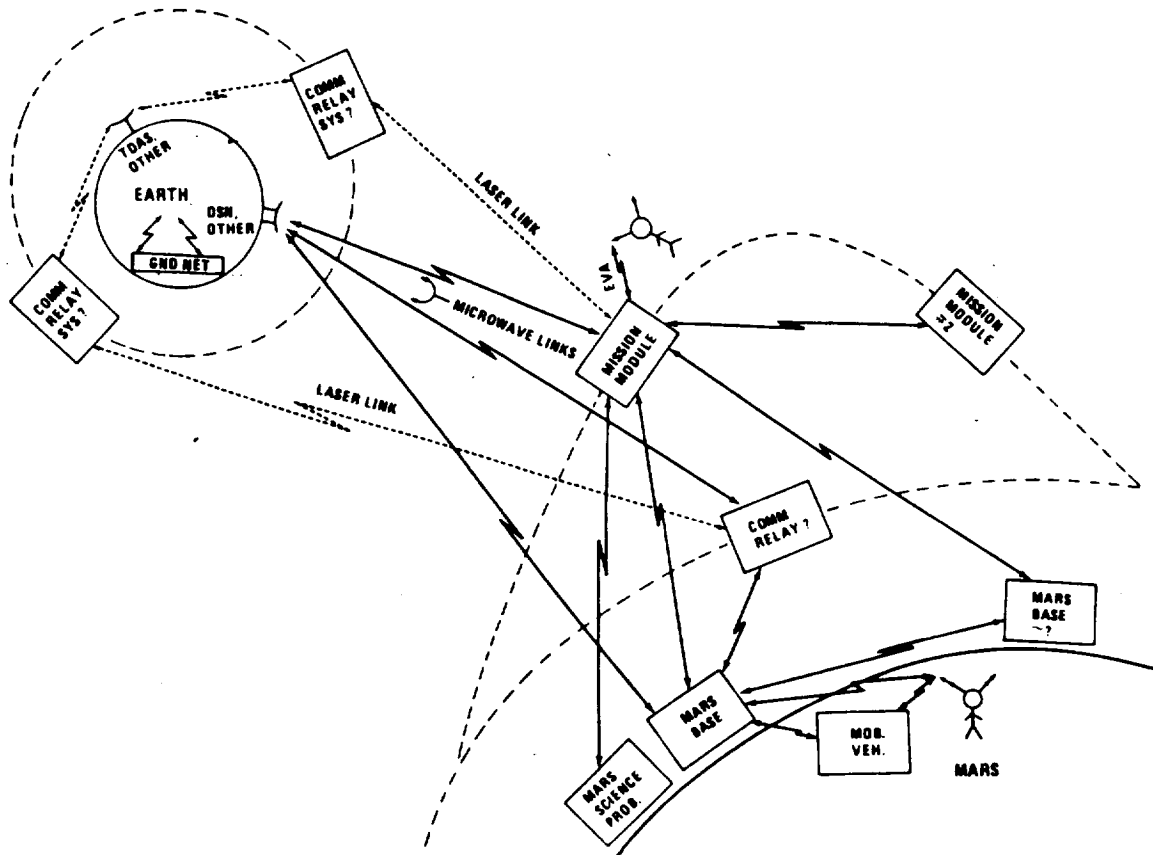 COMM
RELAY
SYS ?
TDAS,
OTHER
EARTH
DSN,
OTHER
GND NET
COMM
RELAY
SYS ?
LASER LINK
EVA
MICROWAVE LINKS
MISSION
MODULE
MISSION
MODULE
#2
LASER LINK
COMM
RELAY ?
MARS
BASE
?
MARS
BASE
MOB.
VEH.
MARS
MARS
SCIENCE
PROB.